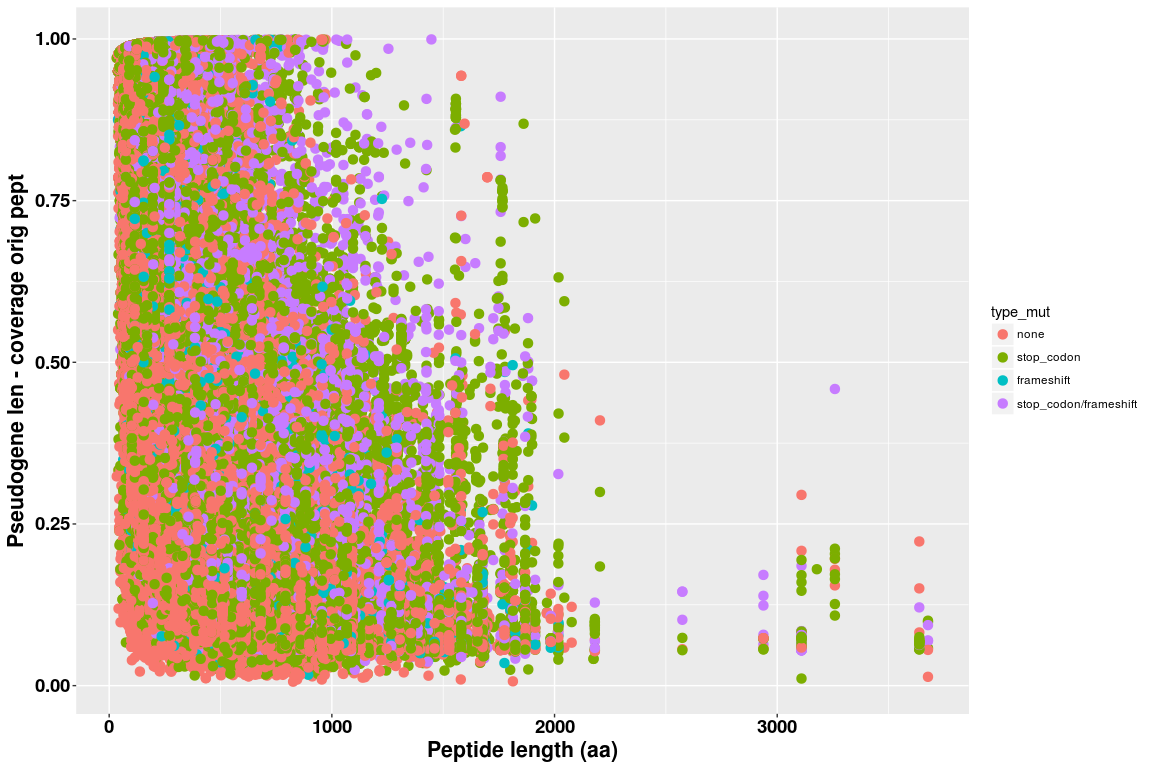 1.00
0.75
0.50
0.25
0.00
Pseudogene len - coverage orig pept
0 1000 2000 3000
Peptide length (aa)
type_mut
none
stop_codon
frameshift
stop_codon/frameshift